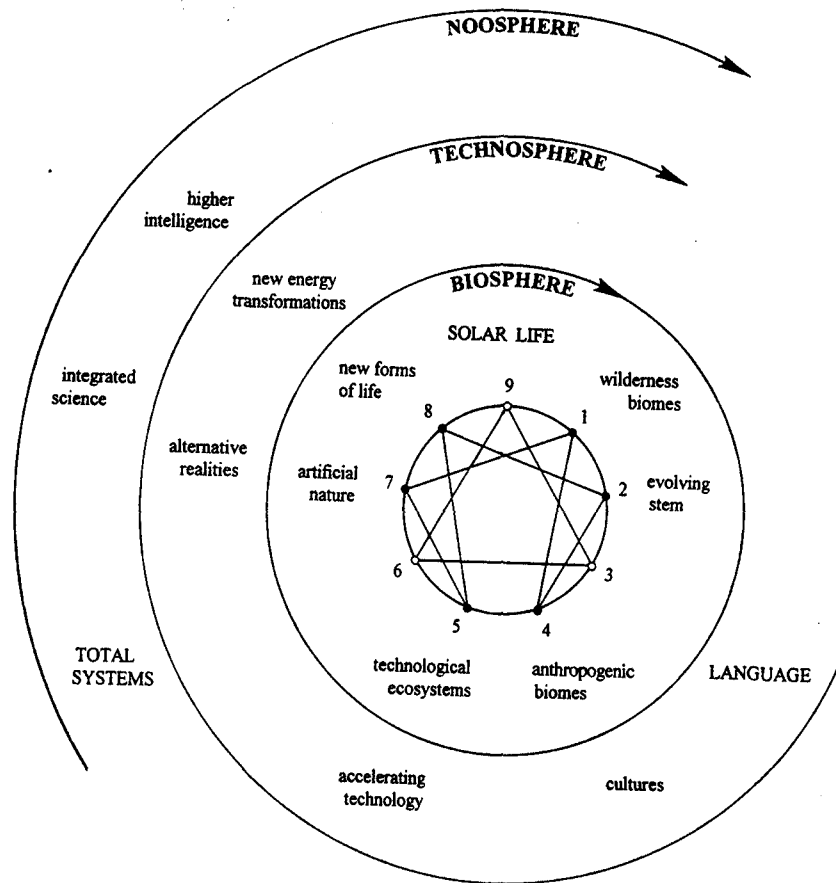 NOOSPHERE
TECHNOSPHERE
higher
intelligence
new energy
transformations
BIOSPHERE
SOLAR LIFE
new forms
of life
9
wilderness
biomes
integrated
science
8
1
alternative
realities
artificial
nature
7
2
evolving
stem
6
3
5
4
TOTAL
SYSTEMS
technological
ecosystems
anthropogenic
biomes
LANGUAGE
accelerating
technology
cultures